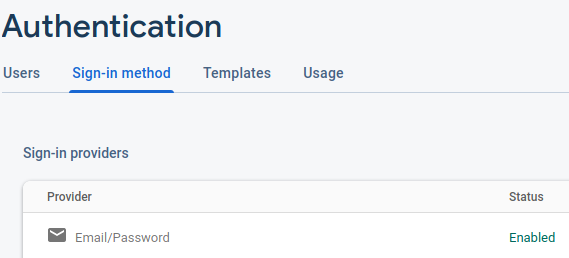 Authentication
Users Sign-in method Templates Usage
Sign-in providers
Provider Status
Email/Password Enabled